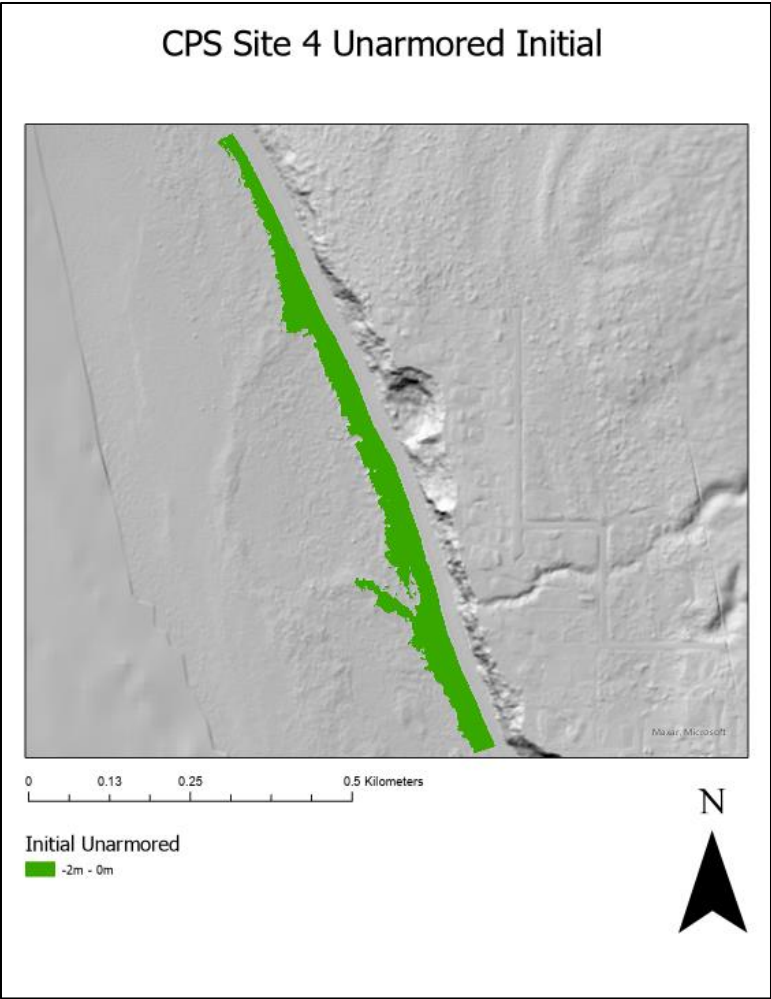 CPS Site 4 Unarmored Initial
Maxar, Microsoft
0 0.13 0.25 0.5 Kilometers
N
Initial Unarmored
-2m - 0m